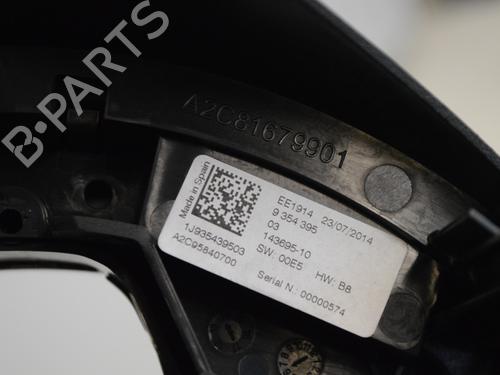 B-PARTS
A2C81679901
Made in Spain
EE1914 23/07/2014
9 354 395
03
143695-10
SW: 00E5 HW: B8
Serial N.: 00000574
1J935439503
A2C95840700